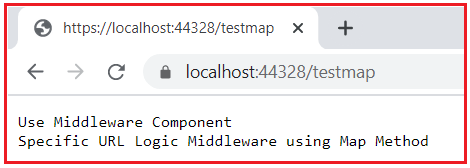 https://localhost:44328/testmap
localhost:44328/testmap
Use Middleware Component
Specific URL Logic Middleware using Map Method